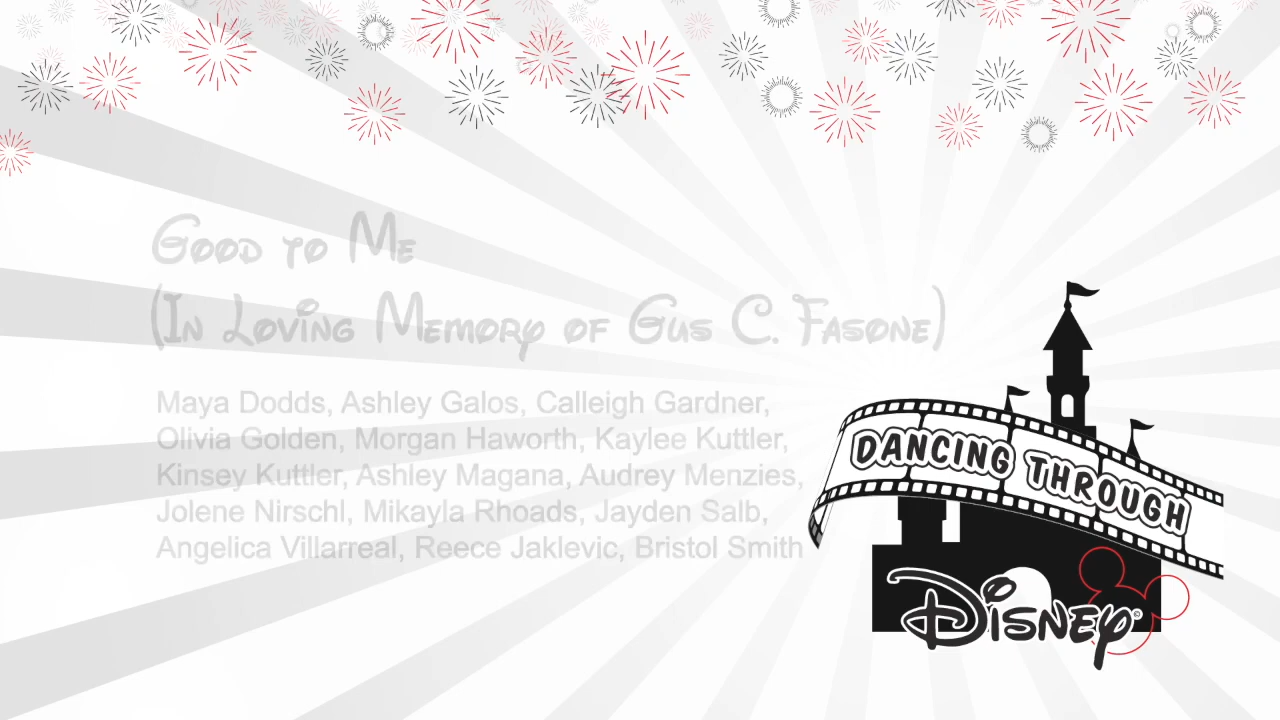 Good to Me
(In Loving Memory of Gus C. Fasone)
Maya Dodds, Ashley Galos, Calleigh Gardner,
Olivia Golden, Morgan Haworth, Kaylee Kuttler,
Kinsey Kuttler, Ashley Magana, Audrey Menzies,
Jolene Nirschl, Mikayla Rhoads, Jayden Salb,
Angelica Villarreal, Reece Jaklevic, Bristol Smith
DANCING THROUGH
Disney©